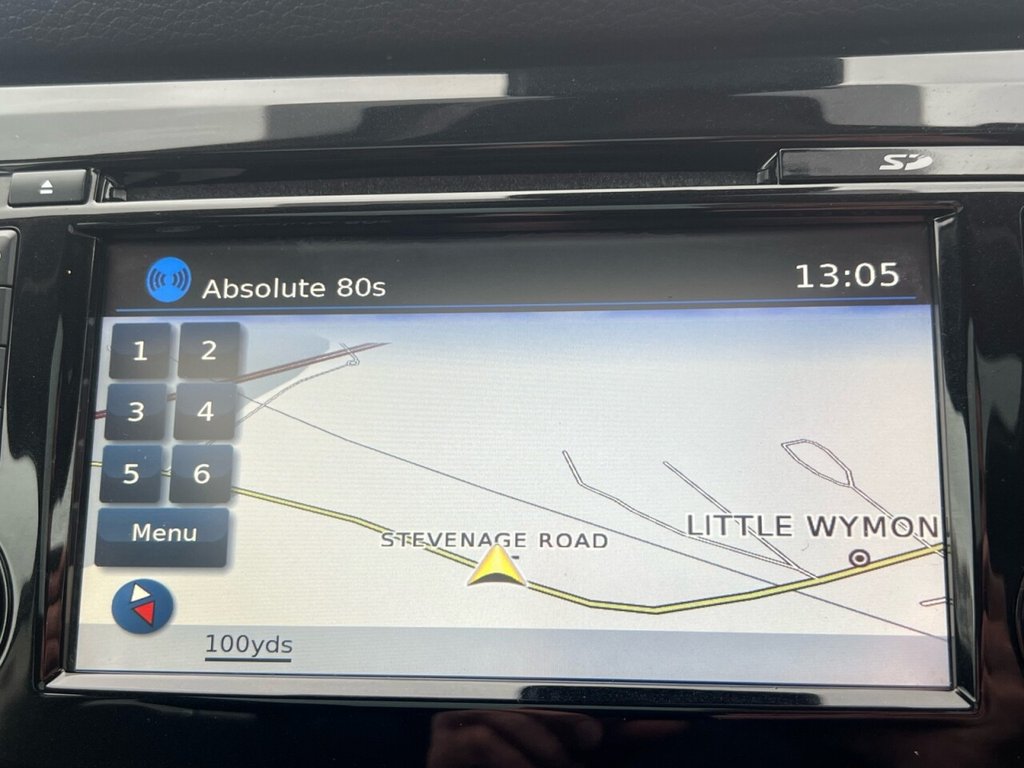 SD
Absolute 80s
13:05
1 2
3 4
5 6
Menu
STEVENAGE ROAD
LITTLE WYMON
100yds